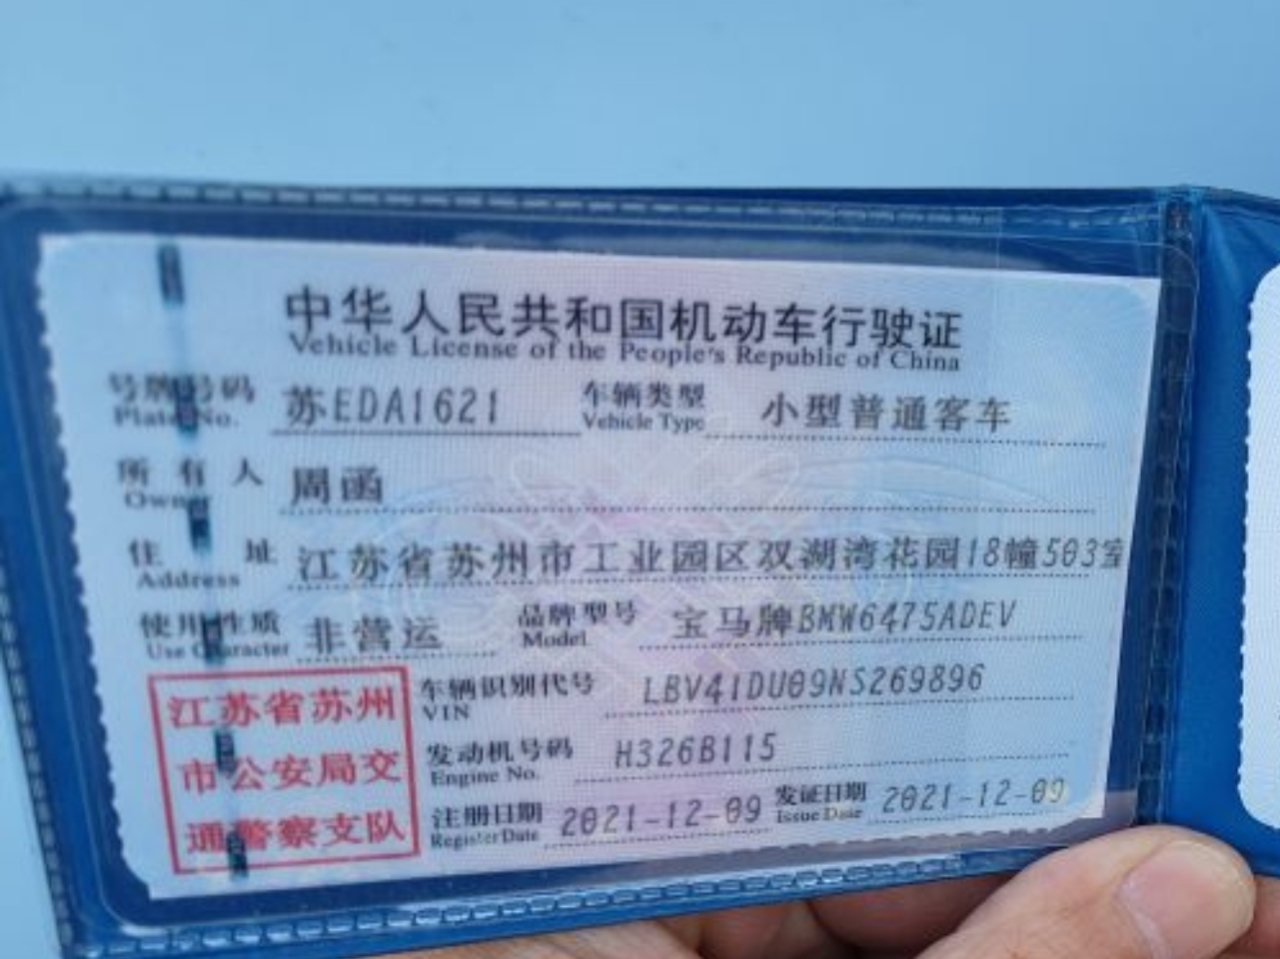 中华人民共和国机动车行驶证
Vehicle License of the People's Republic of China
号牌号码 苏EDA1621 车辆类型 小型普通客车
Plate No. Vehicle Type
所有人 周函
Owner
住址 江苏省苏州市工业园区双湖湾花园18幢503室
Address
使用性质 非营运 品牌型号 宝马牌BMW6475ADEV
Use Character Model
江苏省苏州
市公安局交
通警察支队
车辆识别代号 LBV41DU09NS269896
VIN
发动机号码 H326B115
Engine No.
注册日期 2021-12-09 发证日期 2021-12-09
Register Date Issue Date